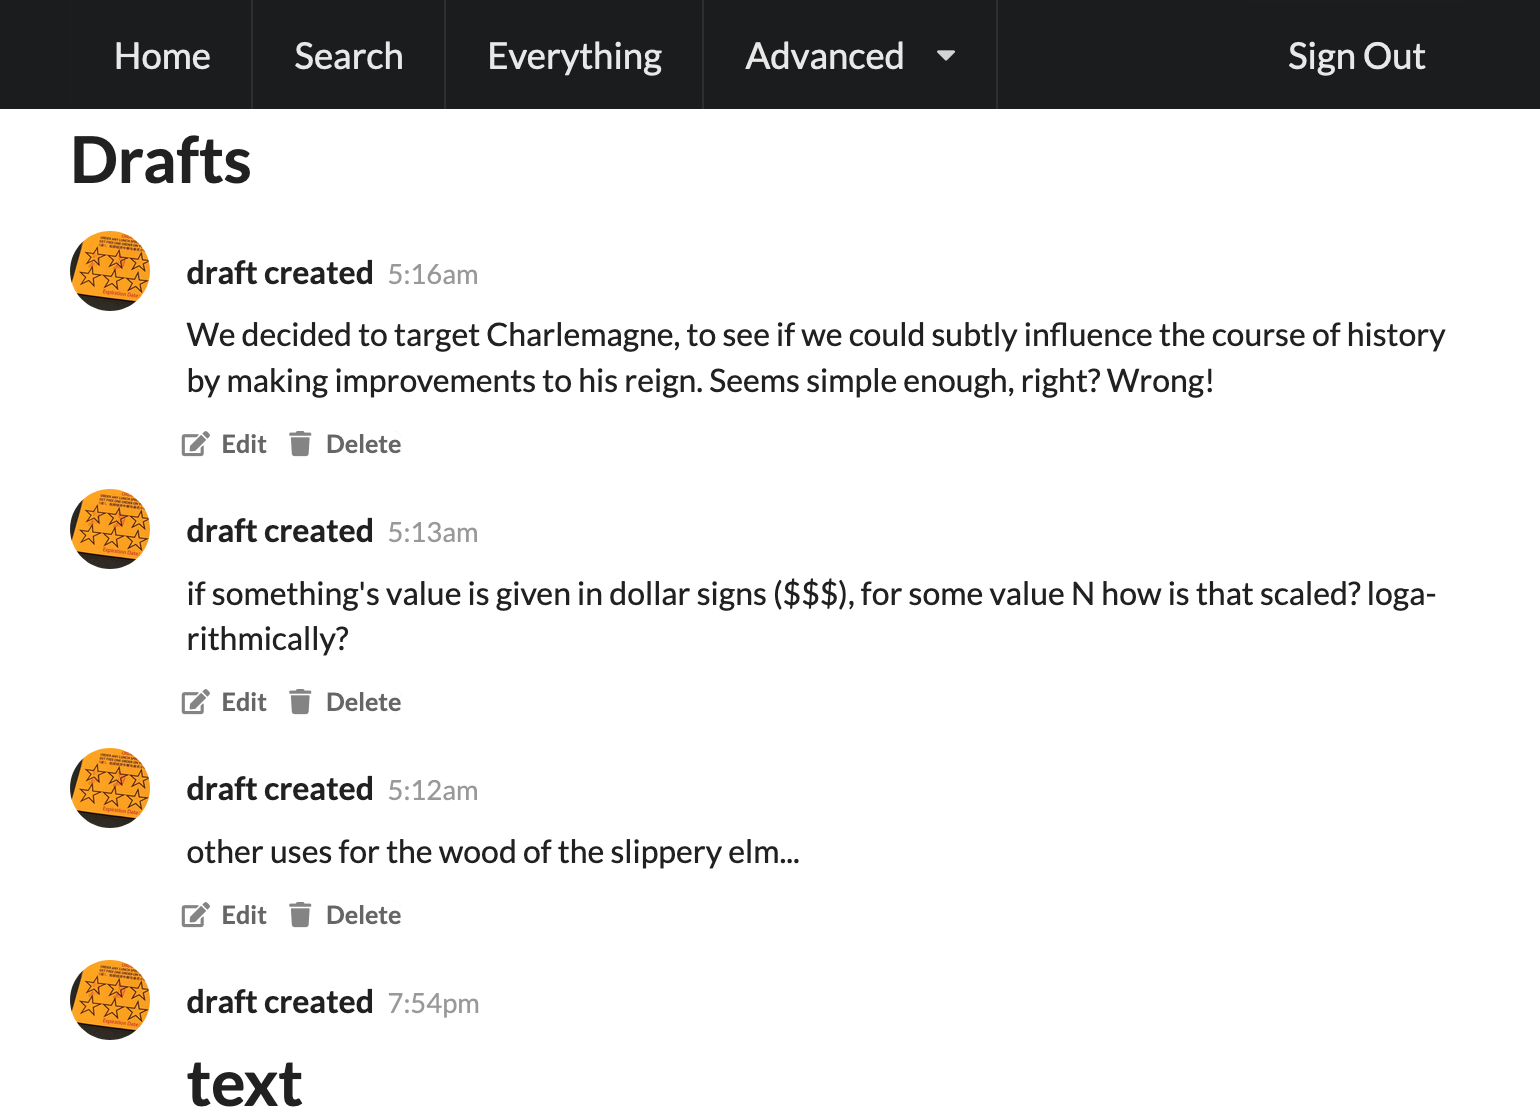 Home Search Everything Advanced Sign Out
Drafts
draft created 5:16am
We decided to target Charlemagne, to see if we could subtly influence the course of history
by making improvements to his reign. Seems simple enough, right? Wrong!
Edit Delete
draft created 5:13am
if something's value is given in dollar signs ($$$), for some value N how is that scaled? loga-
rithmically?
Edit Delete
draft created 5:12am
other uses for the wood of the slippery elm...
Edit Delete
draft created 7:54pm
text